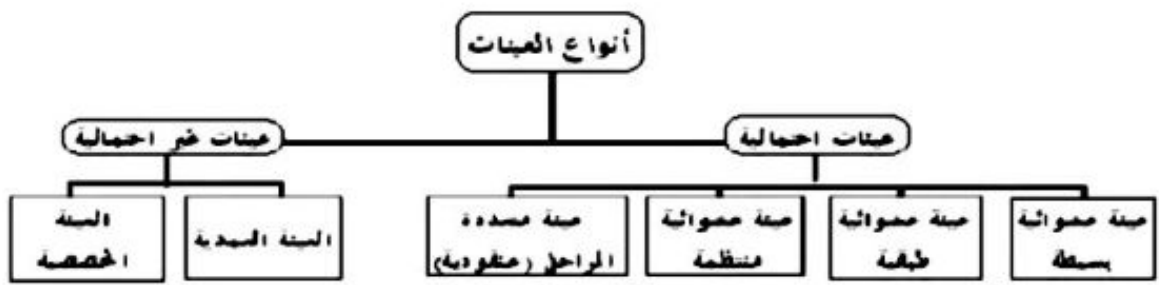 أنواع العينات
عينات احتمالية
عينات غير احتمالية
عينة عشوائية
بسيطة
عينة عشوائية
طبقية
عينة عشوائية
منتظمة
عينة متعددة
المراحل (عنقودية)
العينة العمدية
العينة
الحصصية